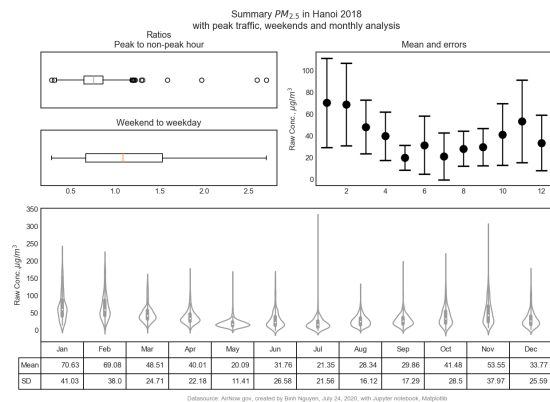 Summary PM2.5 in Hanoi 2018
with peak traffic, weekends and monthly analysis
Ratios
Peak to non-peak hour
Weekend to weekday
0.5 1.0 1.5 2.0 2.5
Mean and errors
Raw Conc, µg/m³
100
80
60
40
20
0
2 4 6 8 10 12
Raw Conc, µg/m³
350
300
250
200
150
100
50
0
Jan Feb Mar Apr May Jun Jul Aug Sep Oct Nov Dec
Mean 70.63 69.08 48.51 40.01 20.09 31.76 21.35 28.34 29.86 41.48 53.55 33.77
SD 41.03 38.0 24.71 22.18 11.41 26.58 21.56 16.12 17.29 28.5 37.97 25.59
Datasource: AirNow.gov, created by Binh Nguyen, July 24, 2020, with Jupyter notebook, Matplotlib